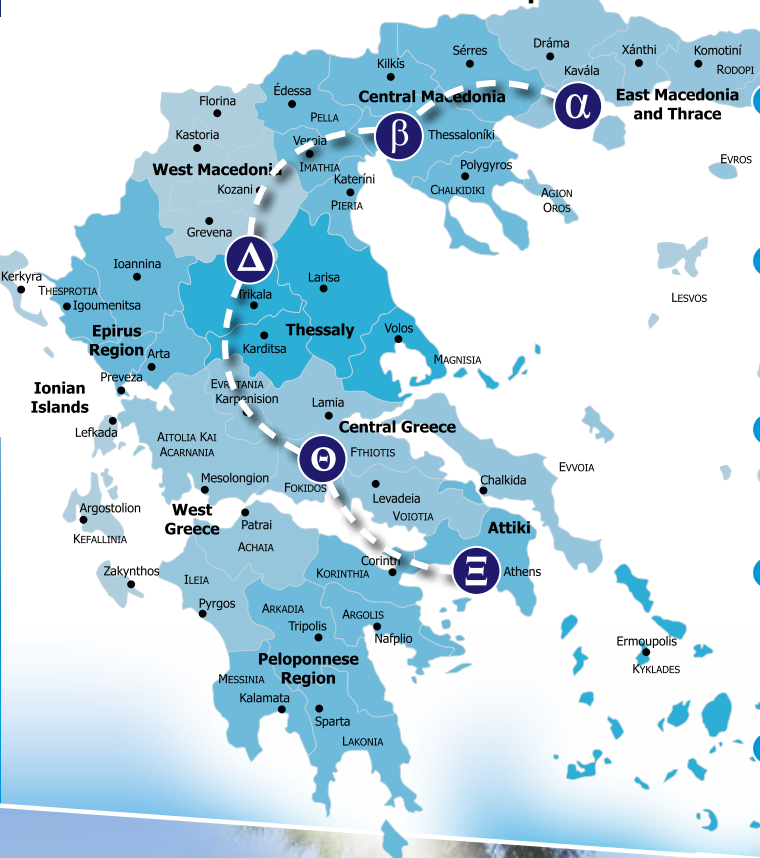 Dráma
Sérres
Xánthi
Komotiní
Kilkís
Kavála
RODOPI
Édessa
Central Macedonia
East Macedonia
and Thrace
Florina
α
PELLA
β
Thessaloníki
Kastoria
Veroia
EVROS
West Macedonia
IMATHIA
Polygyros
Kozani
Kateríni
CHALKIDIKI
AGION
OROS
PIERIA
Grevena
Δ
Ioannina
Kerkyra
THESPROTIA
Igoumenitsa
Larisa
Trikala
LESVOS
Epirus
Region
Thessaly
Volos
Arta
Karditsa
MAGNISIA
Preveza
EVRYTANIA
Karpenision
Ionian
Islands
Lamia
Lefkada
Central Greece
AITOLIA KAI
ACARNANIA
Θ
FTHIOTIS
EVVOIA
Mesolongion
FOKIDOS
Levadeia
Chalkida
Argostolion
West
Greece
VOIOTIA
KEFALLINIA
Patrai
Attiki
ACHAIA
Zakynthos
ILEIA
KORINTHIA
Corinth
Ξ
Athens
Pyrgos
ARKADIA
ARGOLIS
Tripolis
Nafplio
Ermoupolis
KYKLADES
Peloponnese
Region
MESSINIA
Kalamata
Sparta
LAKONIA